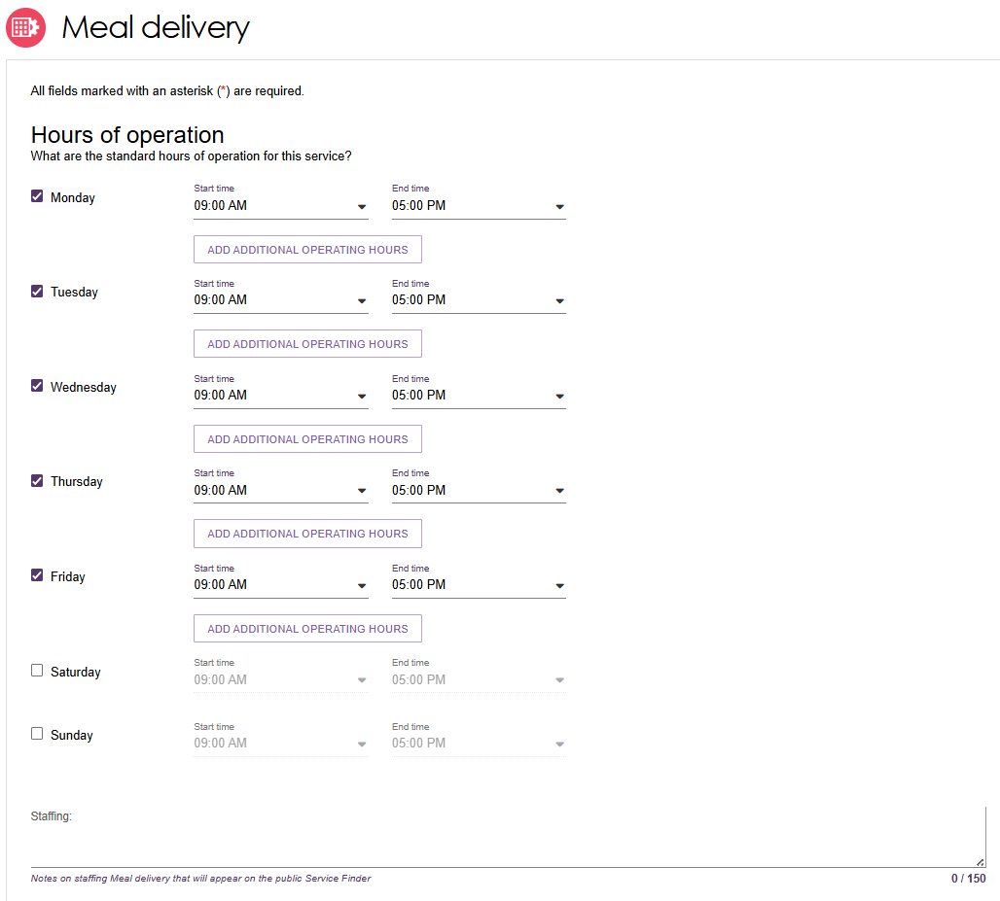 Meal delivery
All fields marked with an asterisk (*) are required.
Hours of operation
What are the standard hours of operation for this service?
Monday
Start time
End time
09:00 AM
05:00 PM
ADD ADDITIONAL OPERATING HOURS
Tuesday
Start time
End time
09:00 AM
05:00 PM
ADD ADDITIONAL OPERATING HOURS
Wednesday
Start time
End time
09:00 AM
05:00 PM
ADD ADDITIONAL OPERATING HOURS
Thursday
Start time
End time
09:00 AM
05:00 PM
ADD ADDITIONAL OPERATING HOURS
Friday
Start time
End time
09:00 AM
05:00 PM
ADD ADDITIONAL OPERATING HOURS
Saturday
Start time
End time
09:00 AM
05:00 PM
Sunday
Start time
End time
09:00 AM
05:00 PM
Staffing:
Notes on staffing Meal delivery that will appear on the public Service Finder
0 / 150